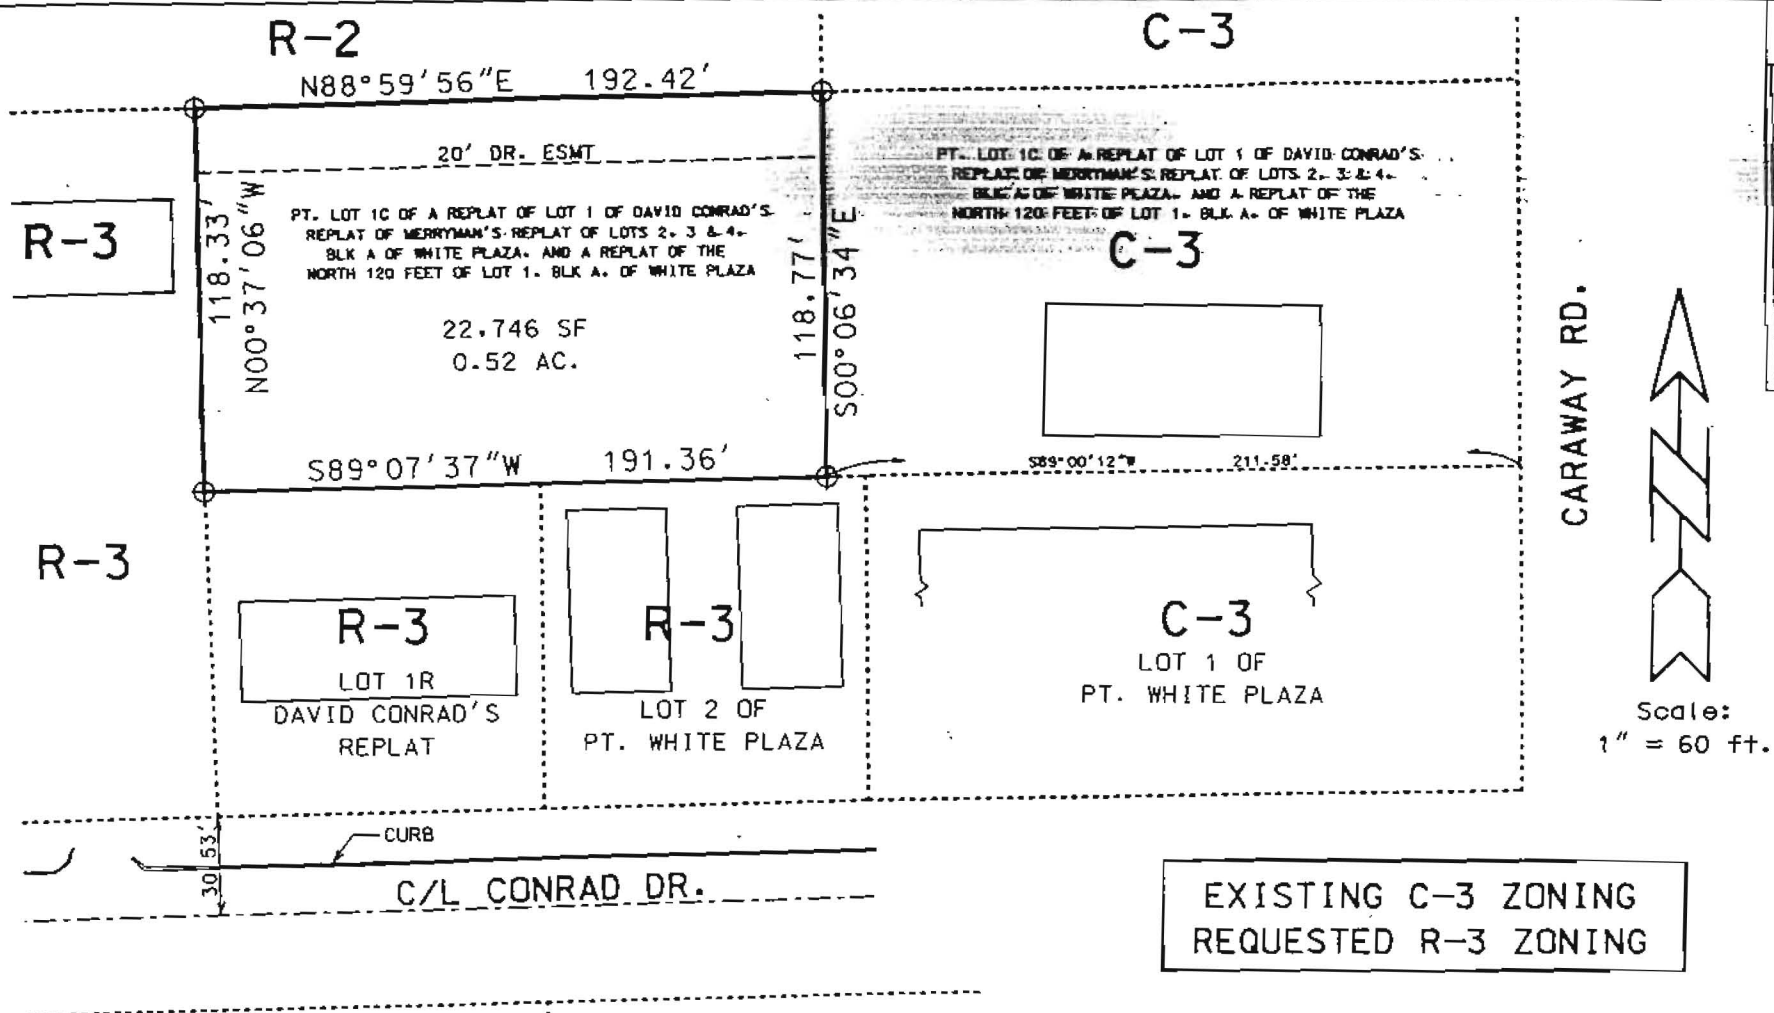 R-2
C-3
N88°59'56"E 192.42'
20' DR. ESMT
PT. LOT 1C OF A REPLAT OF LOT 1 OF DAVID CONRAD'S
REPLAT OF MERRYMAN'S REPLAT OF LOTS 2, 3 & 4,
BLK A OF WHITE PLAZA, AND A REPLAT OF THE
NORTH 120 FEET OF LOT 1, BLK A, OF WHITE PLAZA
22,746 SF
0.52 AC.
R-3
118.33'
N00°37'06"W
118.77'
S00°06'34"E
PT. LOT 1C OF A REPLAT OF LOT 1 OF DAVID CONRAD'S
REPLAT OF MERRYMAN'S REPLAT OF LOTS 2, 3 & 4,
BLK A OF WHITE PLAZA, AND A REPLAT OF THE
NORTH 120 FEET OF LOT 1, BLK A, OF WHITE PLAZA
C-3
CARAWAY RD.
S89°07'37"W 191.36'
S89°00'12"W 211.58'
R-3
R-3
LOT 1R
DAVID CONRAD'S
REPLAT
R-3
LOT 2 OF
PT. WHITE PLAZA
C-3
LOT 1 OF
PT. WHITE PLAZA
Scale:
1" = 60 ft.
30.53'
CURB
C/L CONRAD DR.
EXISTING C-3 ZONING
REQUESTED R-3 ZONING